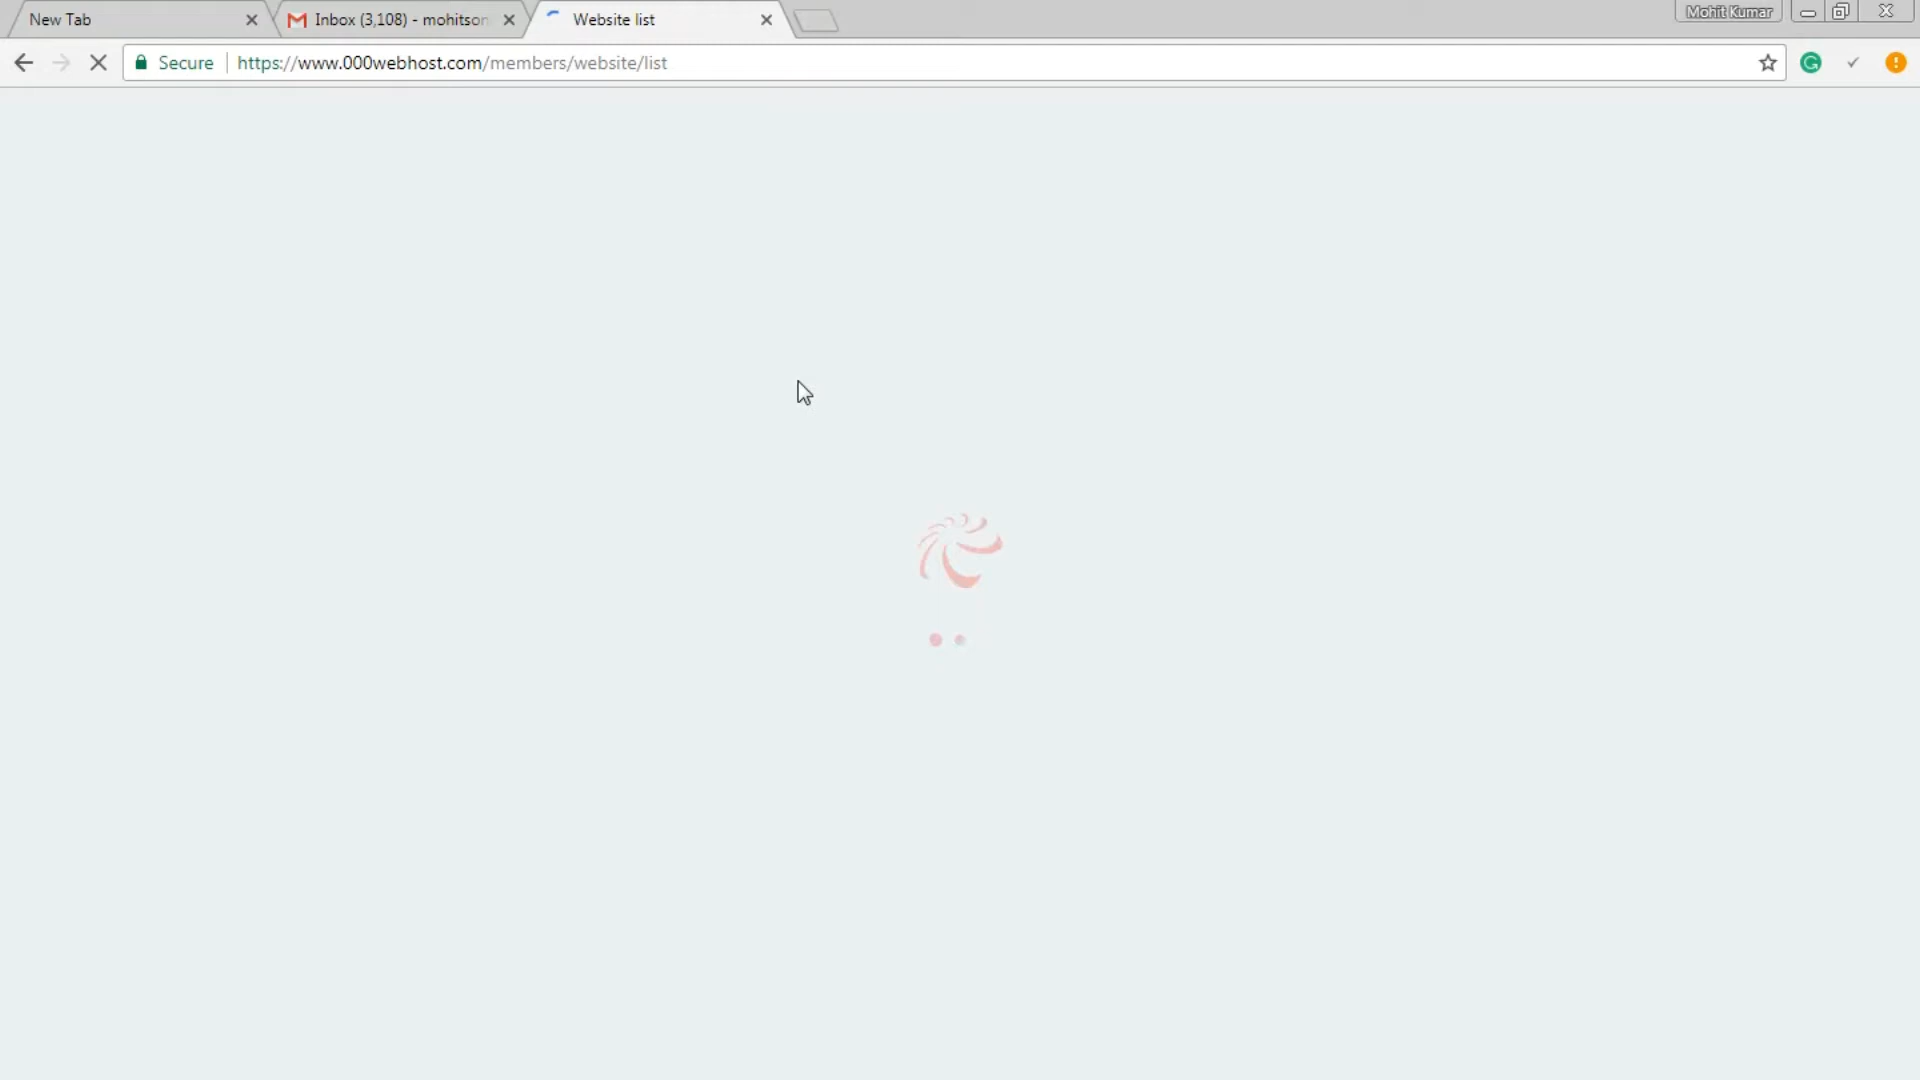 New Tab
Inbox (3,108) - mohitson
Website list
Mohit Kumar
Secure
https://www.000webhost.com/members/website/list